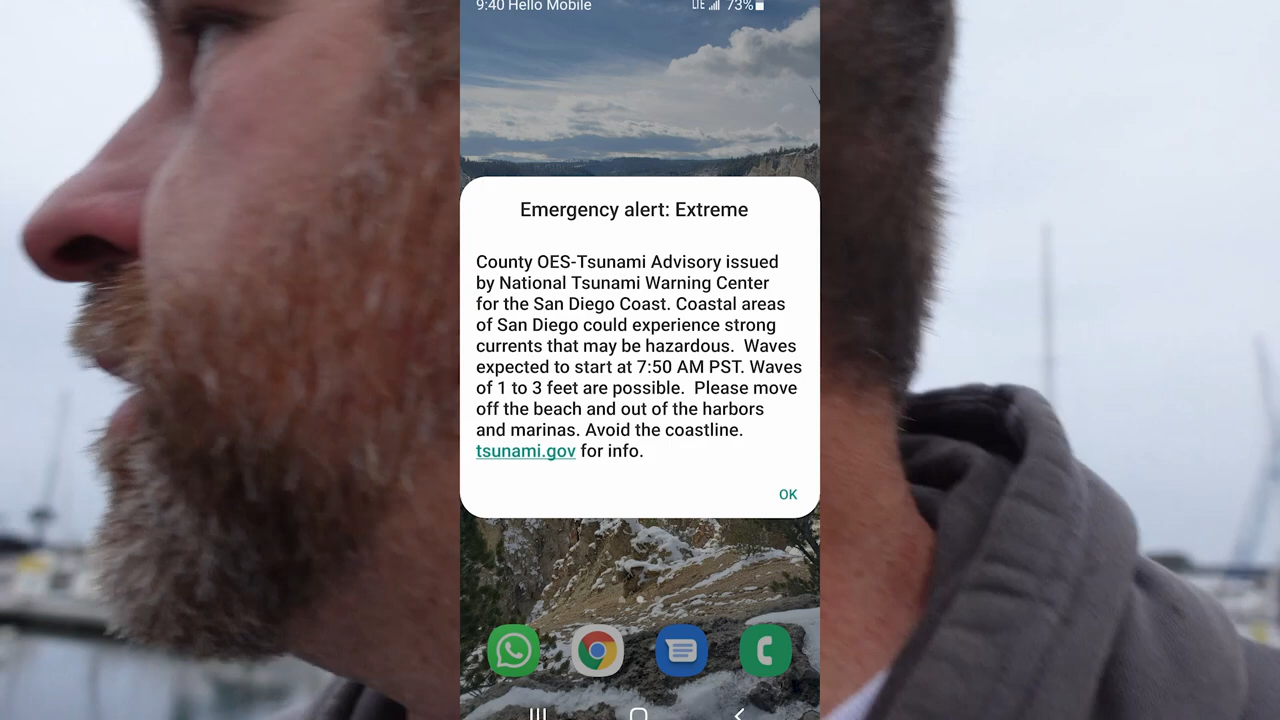 9:40 Hello Mobile LTE 73%
Emergency alert: Extreme
County OES-Tsunami Advisory issued
by National Tsunami Warning Center
for the San Diego Coast. Coastal areas
of San Diego could experience strong
currents that may be hazardous. Waves
expected to start at 7:50 AM PST. Waves
of 1 to 3 feet are possible. Please move
off the beach and out of the harbors
and marinas. Avoid the coastline.
tsunami.gov for info.
OK